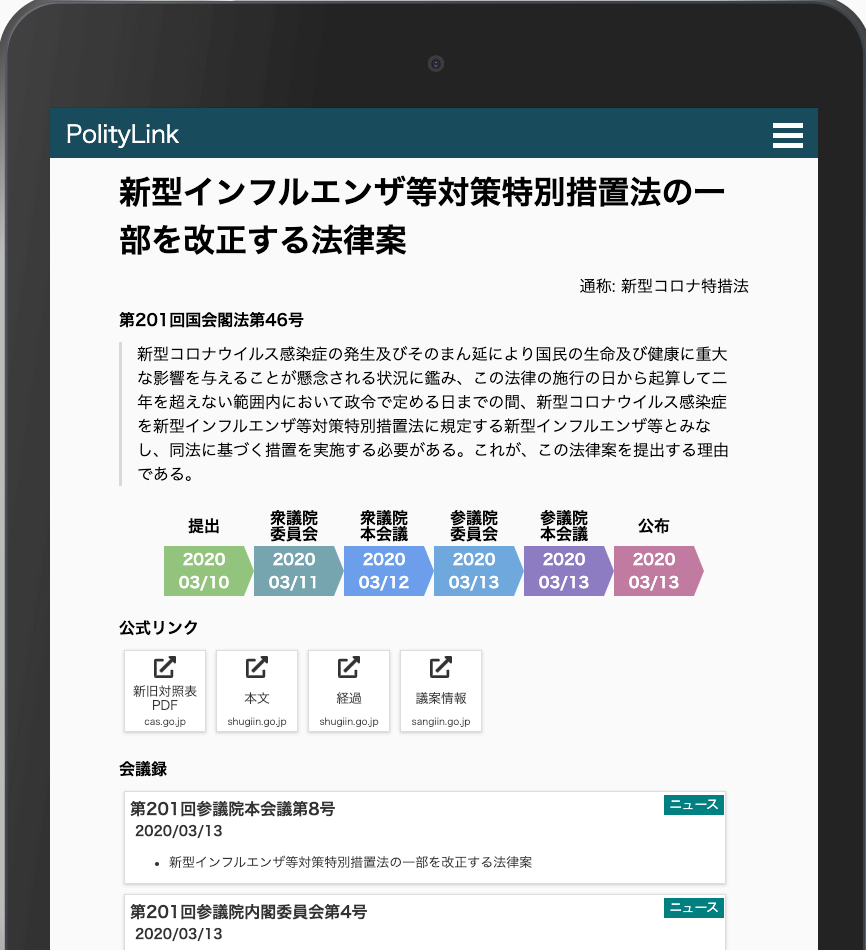 PolityLink
新型インフルエンザ等対策特別措置法の一
部を改正する法律案
通称: 新型コロナ特措法
第201回国会閣法第46号
新型コロナウイルス感染症の発生及びそのまん延により国民の生命及び健康に重大
な影響を与えることが懸念される状況に鑑み、この法律の施行の日から起算して二
年を超えない範囲内において政令で定める日までの間、新型コロナウイルス感染症
を新型インフルエンザ等対策特別措置法に規定する新型インフルエンザ等とみな
し、同法に基づく措置を実施する必要がある。これが、この法律案を提出する理由
である。
提出
2020
03/10
衆議院
委員会
2020
03/11
衆議院
本会議
2020
03/12
参議院
委員会
2020
03/13
参議院
本会議
2020
03/13
公布
2020
03/13
公式リンク
新旧対照表
PDF
cas.go.jp
本文
shugiin.go.jp
経過
shugiin.go.jp
議案情報
sangiin.go.jp
会議録
第201回参議院本会議第8号
ニュース
2020/03/13
• 新型インフルエンザ等対策特別措置法の一部を改正する法律案
第201回参議院内閣委員会第4号
ニュース
2020/03/13